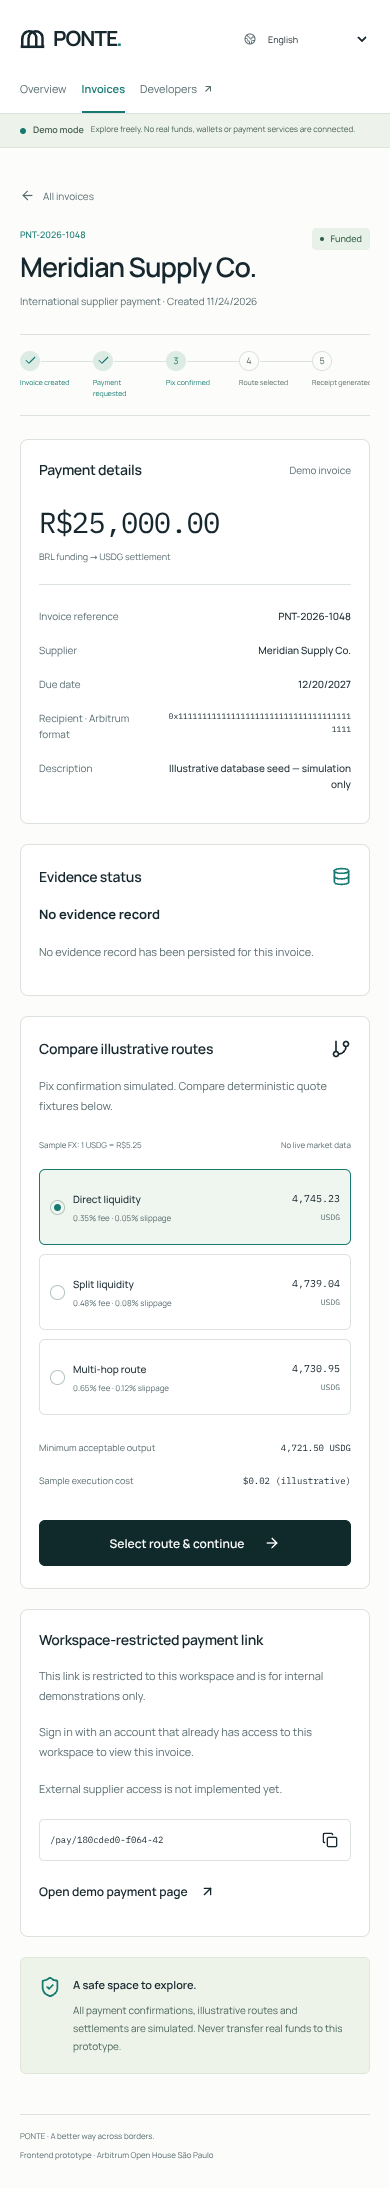 PONTE.
English
Overview Invoices Developers
Demo mode Explore freely. No real funds, wallets or payment services are connected.
All invoices
PNT-2026-1048
Funded
Meridian Supply Co.
International supplier payment · Created 11/24/2026
3 4 5
Invoice created Payment requested Pix confirmed Route selected Receipt generated
Payment details Demo invoice
R$25,000.00
BRL funding → USDG settlement
Invoice reference PNT-2026-1048
Supplier Meridian Supply Co.
Due date 12/20/2027
Recipient · Arbitrum format
0x111111111111111111111111111111111111
1111
Description Illustrative database seed — simulation
only
Evidence status
No evidence record
No evidence record has been persisted for this invoice.
Compare illustrative routes
Pix confirmation simulated. Compare deterministic quote
fixtures below.
Sample FX: 1 USDG = R$5.25 No live market data
Direct liquidity 4,745.23
0.35% fee · 0.05% slippage USDG
Split liquidity 4,739.04
0.48% fee · 0.08% slippage USDG
Multi-hop route 4,730.95
0.65% fee · 0.12% slippage USDG
Minimum acceptable output 4,721.50 USDG
Sample execution cost $0.02 (illustrative)
Select route & continue
Workspace-restricted payment link
This link is restricted to this workspace and is for internal
demonstrations only.
Sign in with an account that already has access to this
workspace to view this invoice.
External supplier access is not implemented yet.
/pay/180cded0-f064-42
Open demo payment page
A safe space to explore.
All payment confirmations, illustrative routes and
settlements are simulated. Never transfer real funds to this
prototype.
PONTE · A better way across borders.
Frontend prototype · Arbitrum Open House São Paulo